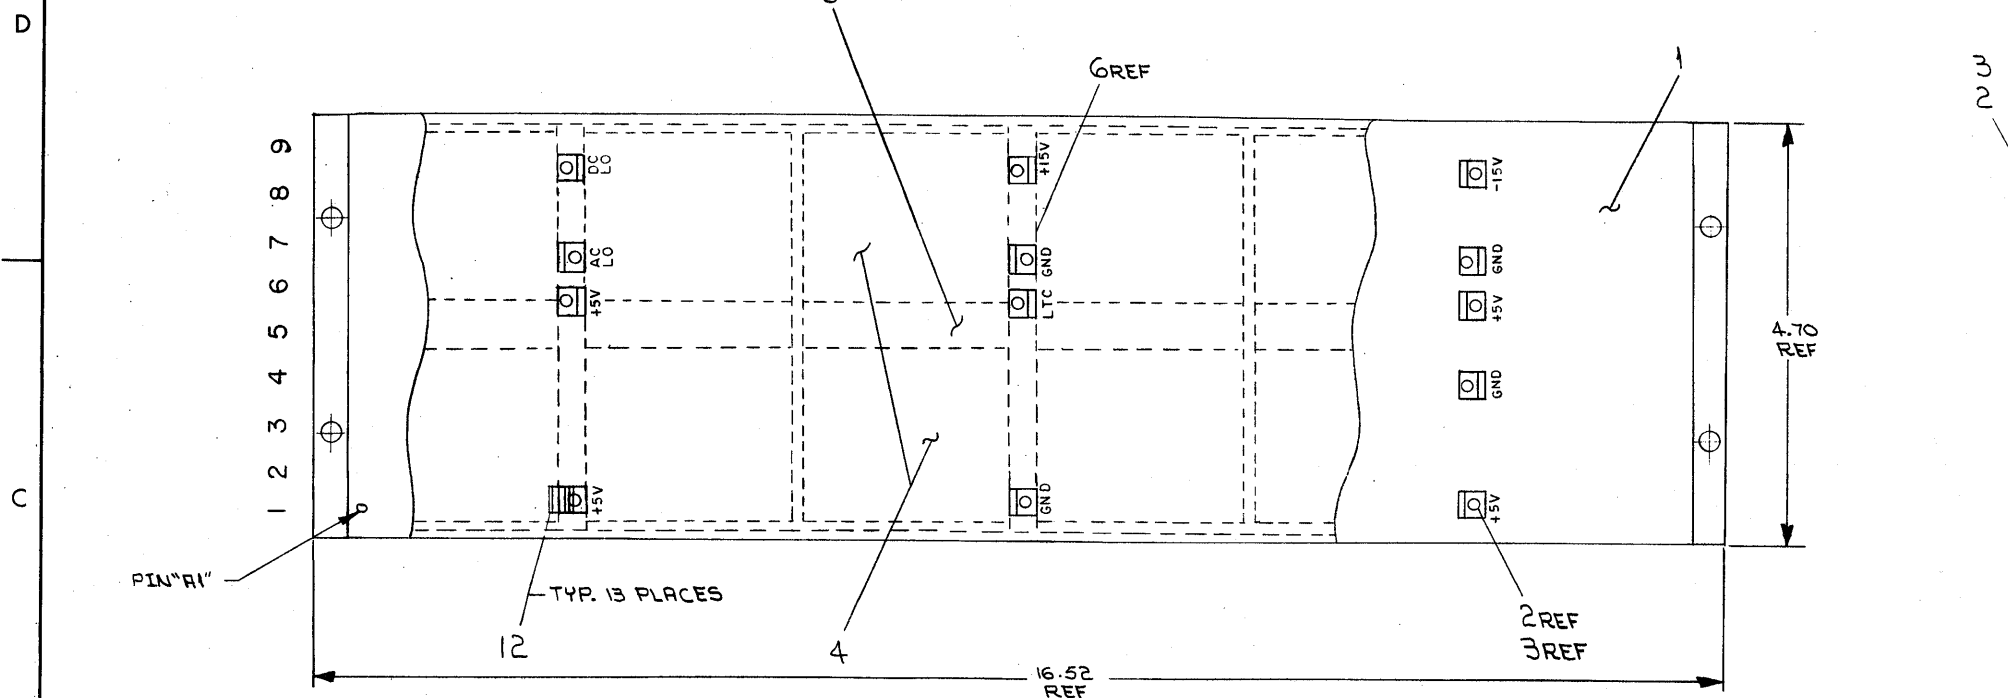 D
6REF
1
3
2
9
8
7
6
5
4
3
2
1
DC
LO
+15V
-15V
AC
LO
GND
GND
+5V
LTC
+5V
GND
+5V
GND
+5V
4.70
REF
C
PIN "A1"
TYP. 13 PLACES
12
4
2REF
3REF
16.52
REF